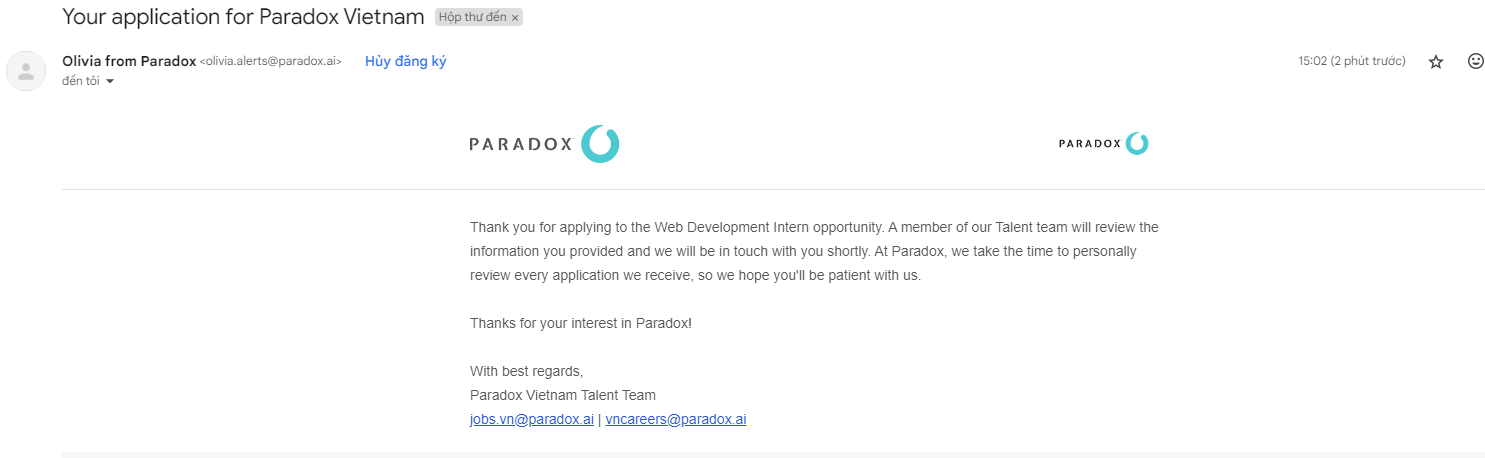 Your application for Paradox Vietnam Hộp thư đến ×
Olivia from Paradox <olivia.alerts@paradox.ai> Hủy đăng ký 15:02 (2 phút trước)
đến tôi
PARADOX PARADOX
Thank you for applying to the Web Development Intern opportunity. A member of our Talent team will review the
information you provided and we will be in touch with you shortly. At Paradox, we take the time to personally
review every application we receive, so we hope you'll be patient with us.
Thanks for your interest in Paradox!
With best regards,
Paradox Vietnam Talent Team
jobs.vn@paradox.ai | vncareers@paradox.ai